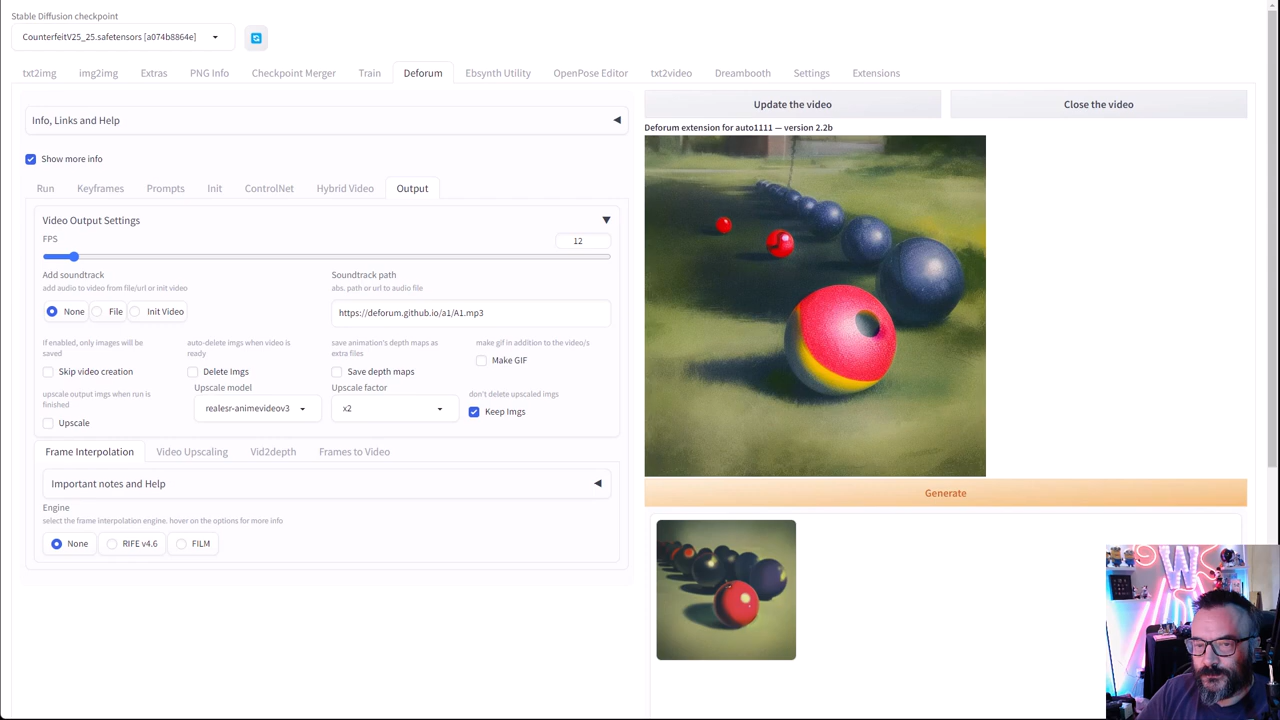 Stable Diffusion checkpoint
CounterfeitV25_25.safetensors [a074b8864e]
txt2img img2img Extras PNG Info Checkpoint Merger Train Deforum Ebsynth Utility OpenPose Editor txt2video Dreambooth Settings Extensions
Info, Links and Help
Show more info
Run Keyframes Prompts Init ControlNet Hybrid Video Output
Video Output Settings
FPS
12
Add soundtrack
add audio to video from file/url or init video
None File Init Video
Soundtrack path
abs. path or url to audio file
https://deforum.github.io/a1/A1.mp3
If enabled, only images will be
saved
Skip video creation
auto-delete imgs when video is
ready
Delete Imgs
save animation's depth maps as
extra files
Save depth maps
make gif in addition to the video/s
Make GIF
upscale output imgs when run is
finished
Upscale
Upscale model
realesr-animevideov3
Upscale factor
x2
don't delete upscaled imgs
Keep Imgs
Frame Interpolation Video Upscaling Vid2depth Frames to Video
Important notes and Help
Engine
select the frame interpolation engine. hover on the options for more info
None RIFE v4.6 FILM
Update the video Close the video
Deforum extension for auto1111 — version 2.2b
Generate
W